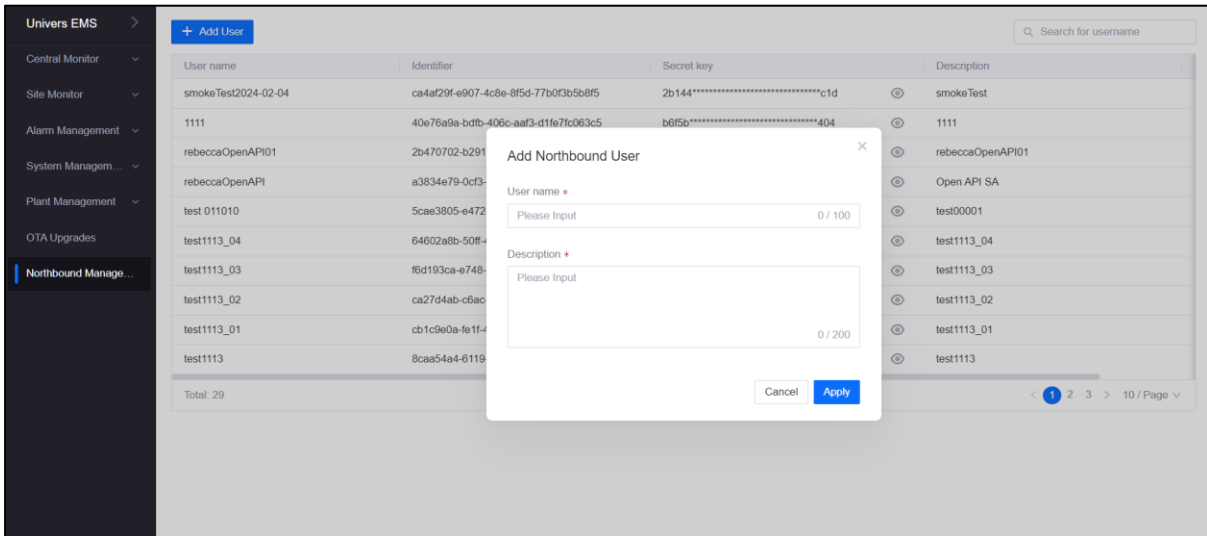 Univers EMS
Central Monitor
Site Monitor
Alarm Management
System Managem...
Plant Management
OTA Upgrades
Northbound Manage...
+ Add User
Search for username
User name Identifier Secret key Description
smokeTest2024-02-04 ca4af29f-e907-4c8e-8f5d-77b0f3b5b8f5 2b144********************************c1d smokeTest
1111 40e76a9a-bdfb-406c-aaf3-d1fe7fc063c5 b6f5b********************************404 1111
rebeccaOpenAPI01 2b470702-b291 rebeccaOpenAPI01
rebeccaOpenAPI a3834e79-0cf3- Open API SA
test 011010 5cae3805-e472 test00001
test1113_04 64602a8b-50ff-4 test1113_04
test1113_03 f6d193ca-e748- test1113_03
test1113_02 ca27d4ab-c6ac test1113_02
test1113_01 cb1c9e0a-fe1f-4 test1113_01
test1113 8caa54a4-6119- test1113
Total: 29
< 1 2 3 > 10 / Page
Add Northbound User
User name *
Please Input 0 / 100
Description *
Please Input
0 / 200
Cancel Apply